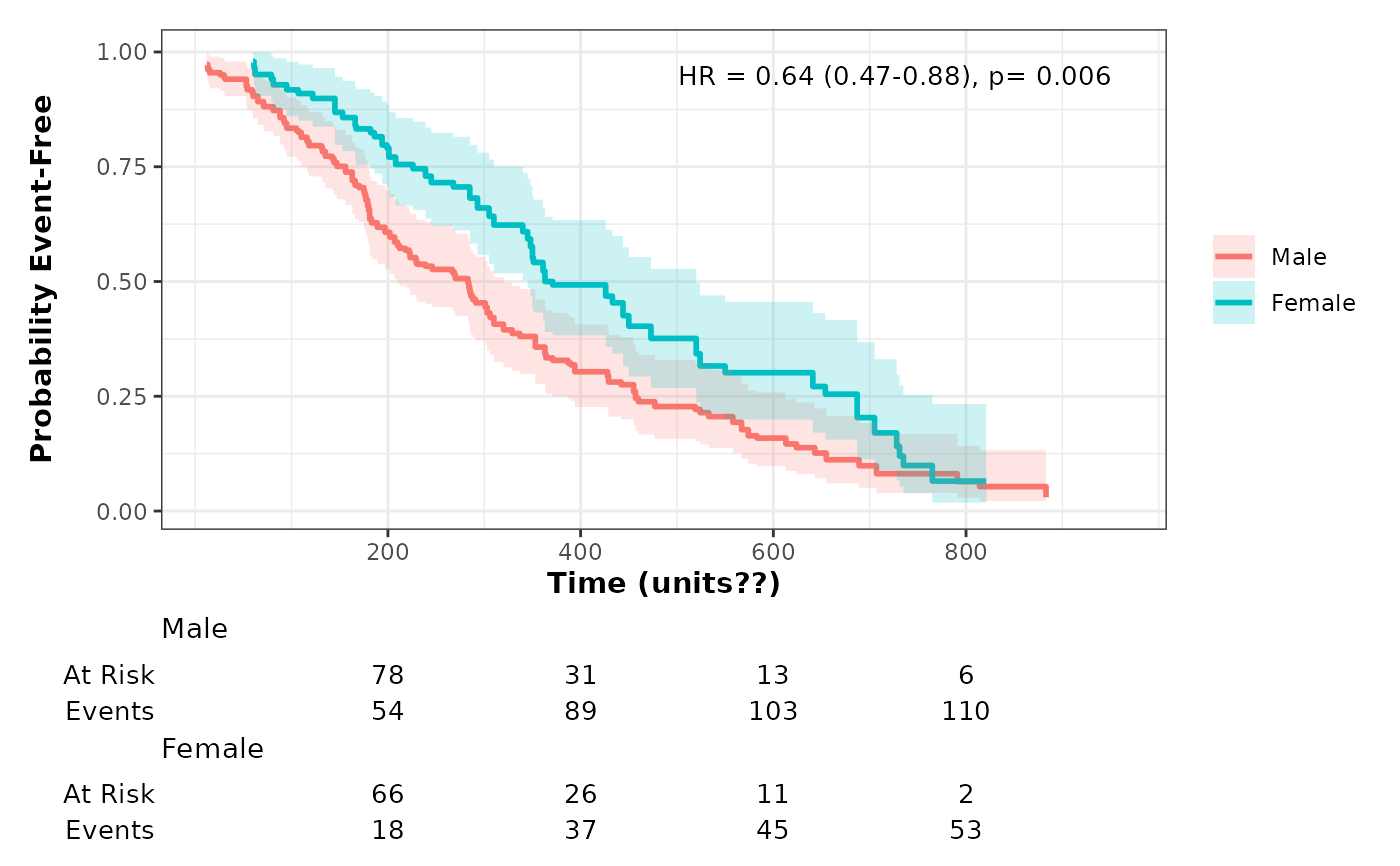 HR = 0.64 (0.47-0.88), p= 0.006
Probability Event-Free
1.00
0.75
0.50
0.25
0.00
200 400 600 800
Time (units??)
Male
Female
Male
At Risk 78 31 13 6
Events 54 89 103 110
Female
At Risk 66 26 11 2
Events 18 37 45 53